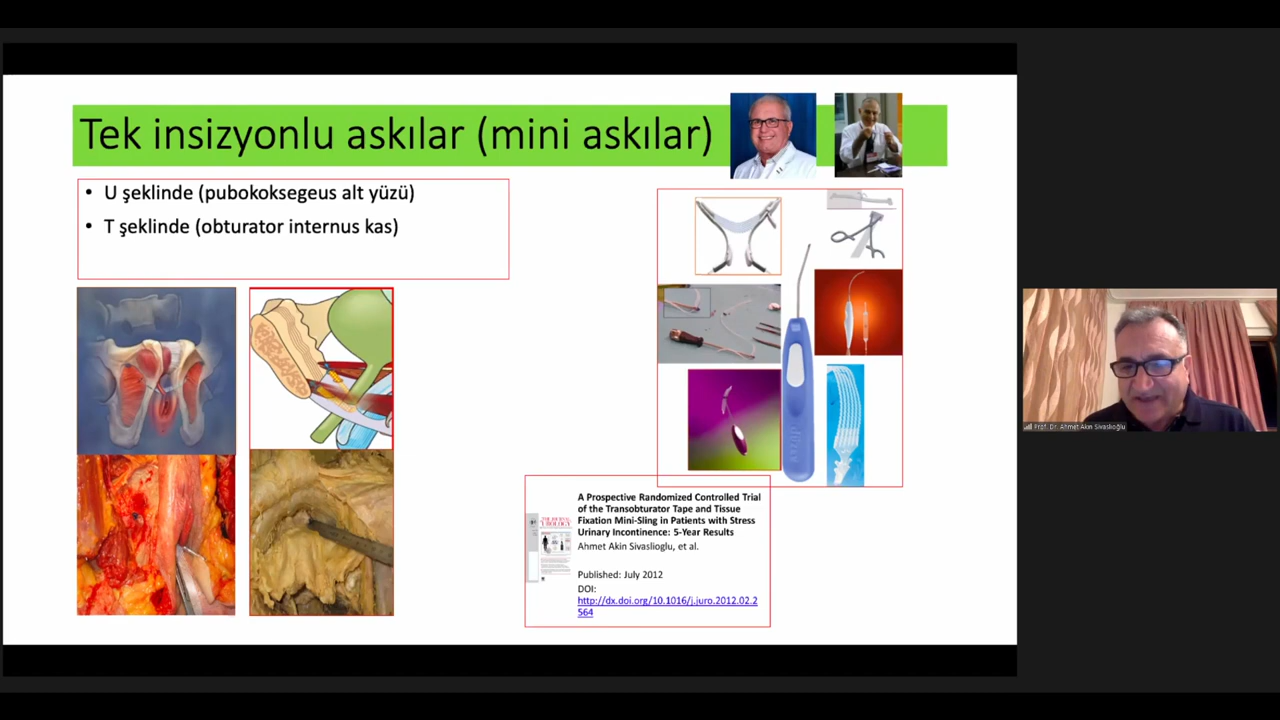 Tek insizyonlu askılar (mini askılar)
• U şeklinde (pubokoksegeus alt yüzü)
• T şeklinde (obturator internus kas)
A Prospective Randomized Controlled Trial
of the Transobturator Tape and Tissue
Fixation Mini-Sling in Patients with Stress
Urinary Incontinence: 5-Year Results
Ahmet Akin Sivaslioglu, et al.
Published: July 2012
DOI:
http://dx.doi.org/10.1016/j.juro.2012.02.2
564
Prof. Dr. Ahmet Akın Sivaslıoğlu